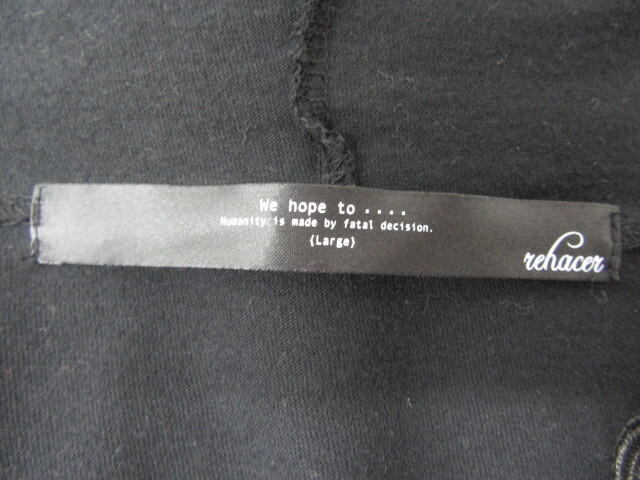 We hope to ....
Humanity is made by fatal decision.
{Large}
rehacer